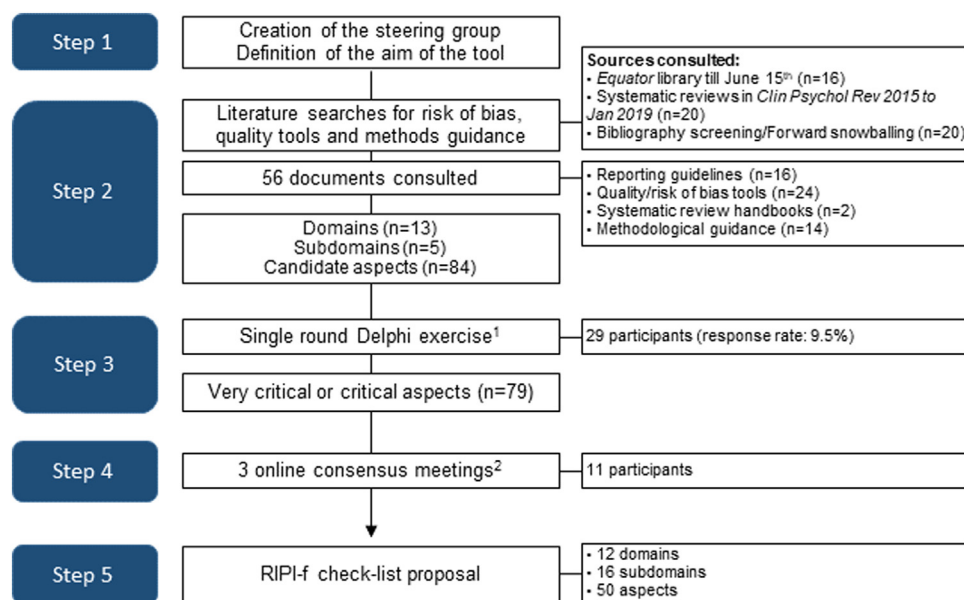 Step 1
Creation of the steering group
Definition of the aim of the tool
Step 2
Literature searches for risk of bias,
quality tools and methods guidance
Sources consulted:
• Equator library till June 15th (n=16)
• Systematic reviews in Clin Psychol Rev 2015 to
Jan 2019 (n=20)
• Bibliography screening/Forward snowballing (n=20)
56 documents consulted
• Reporting guidelines (n=16)
• Quality/risk of bias tools (n=24)
• Systematic review handbooks (n=2)
• Methodological guidance (n=14)
Domains (n=13)
Subdomains (n=5)
Candidate aspects (n=84)
Step 3
Single round Delphi exercise1
29 participants (response rate: 9.5%)
Very critical or critical aspects (n=79)
Step 4
3 online consensus meetings2
11 participants
Step 5
RIPI-f check-list proposal
• 12 domains
• 16 subdomains
• 50 aspects